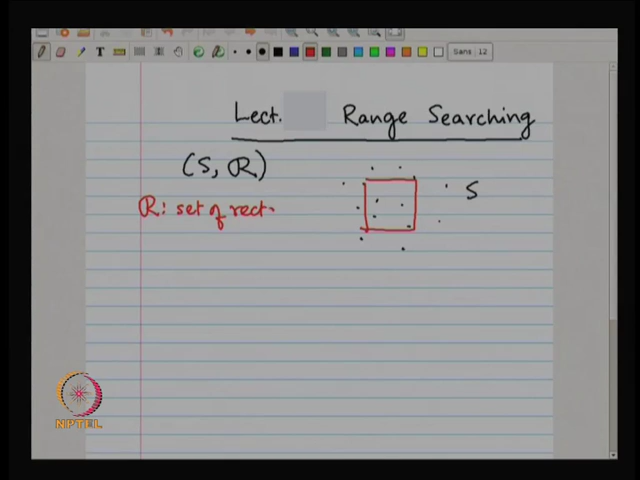 Sans 12
Lect. Range Searching
(S, R)
S
R: set of rect.
NPTEL